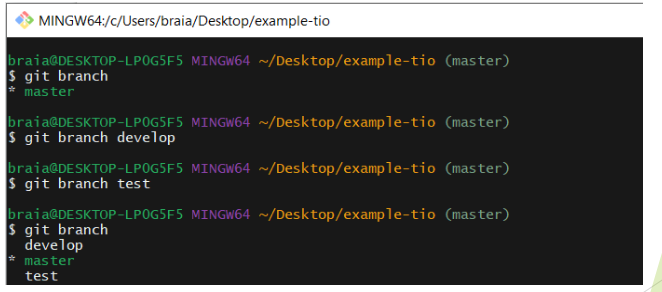 MINGW64:/c/Users/braia/Desktop/example-tio
braia@DESKTOP-LP0G5F5 MINGW64 ~/Desktop/example-tio (master)
$ git branch
* master
braia@DESKTOP-LP0G5F5 MINGW64 ~/Desktop/example-tio (master)
$ git branch develop
braia@DESKTOP-LP0G5F5 MINGW64 ~/Desktop/example-tio (master)
$ git branch test
braia@DESKTOP-LP0G5F5 MINGW64 ~/Desktop/example-tio (master)
$ git branch
develop
* master
test